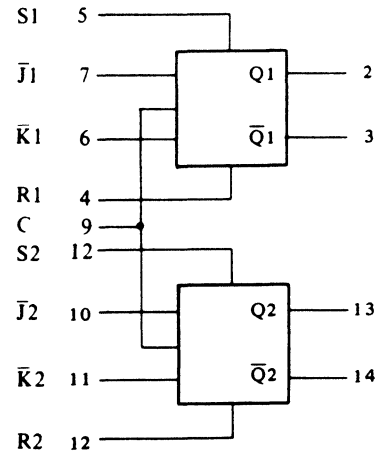 S1 5
J̄1 7 Q1 2
K̄1 6 Q̄1 3
R1 4
C 9
S2 12
J̄2 10 Q2 13
K̄2 11 Q̄2 14
R2 12